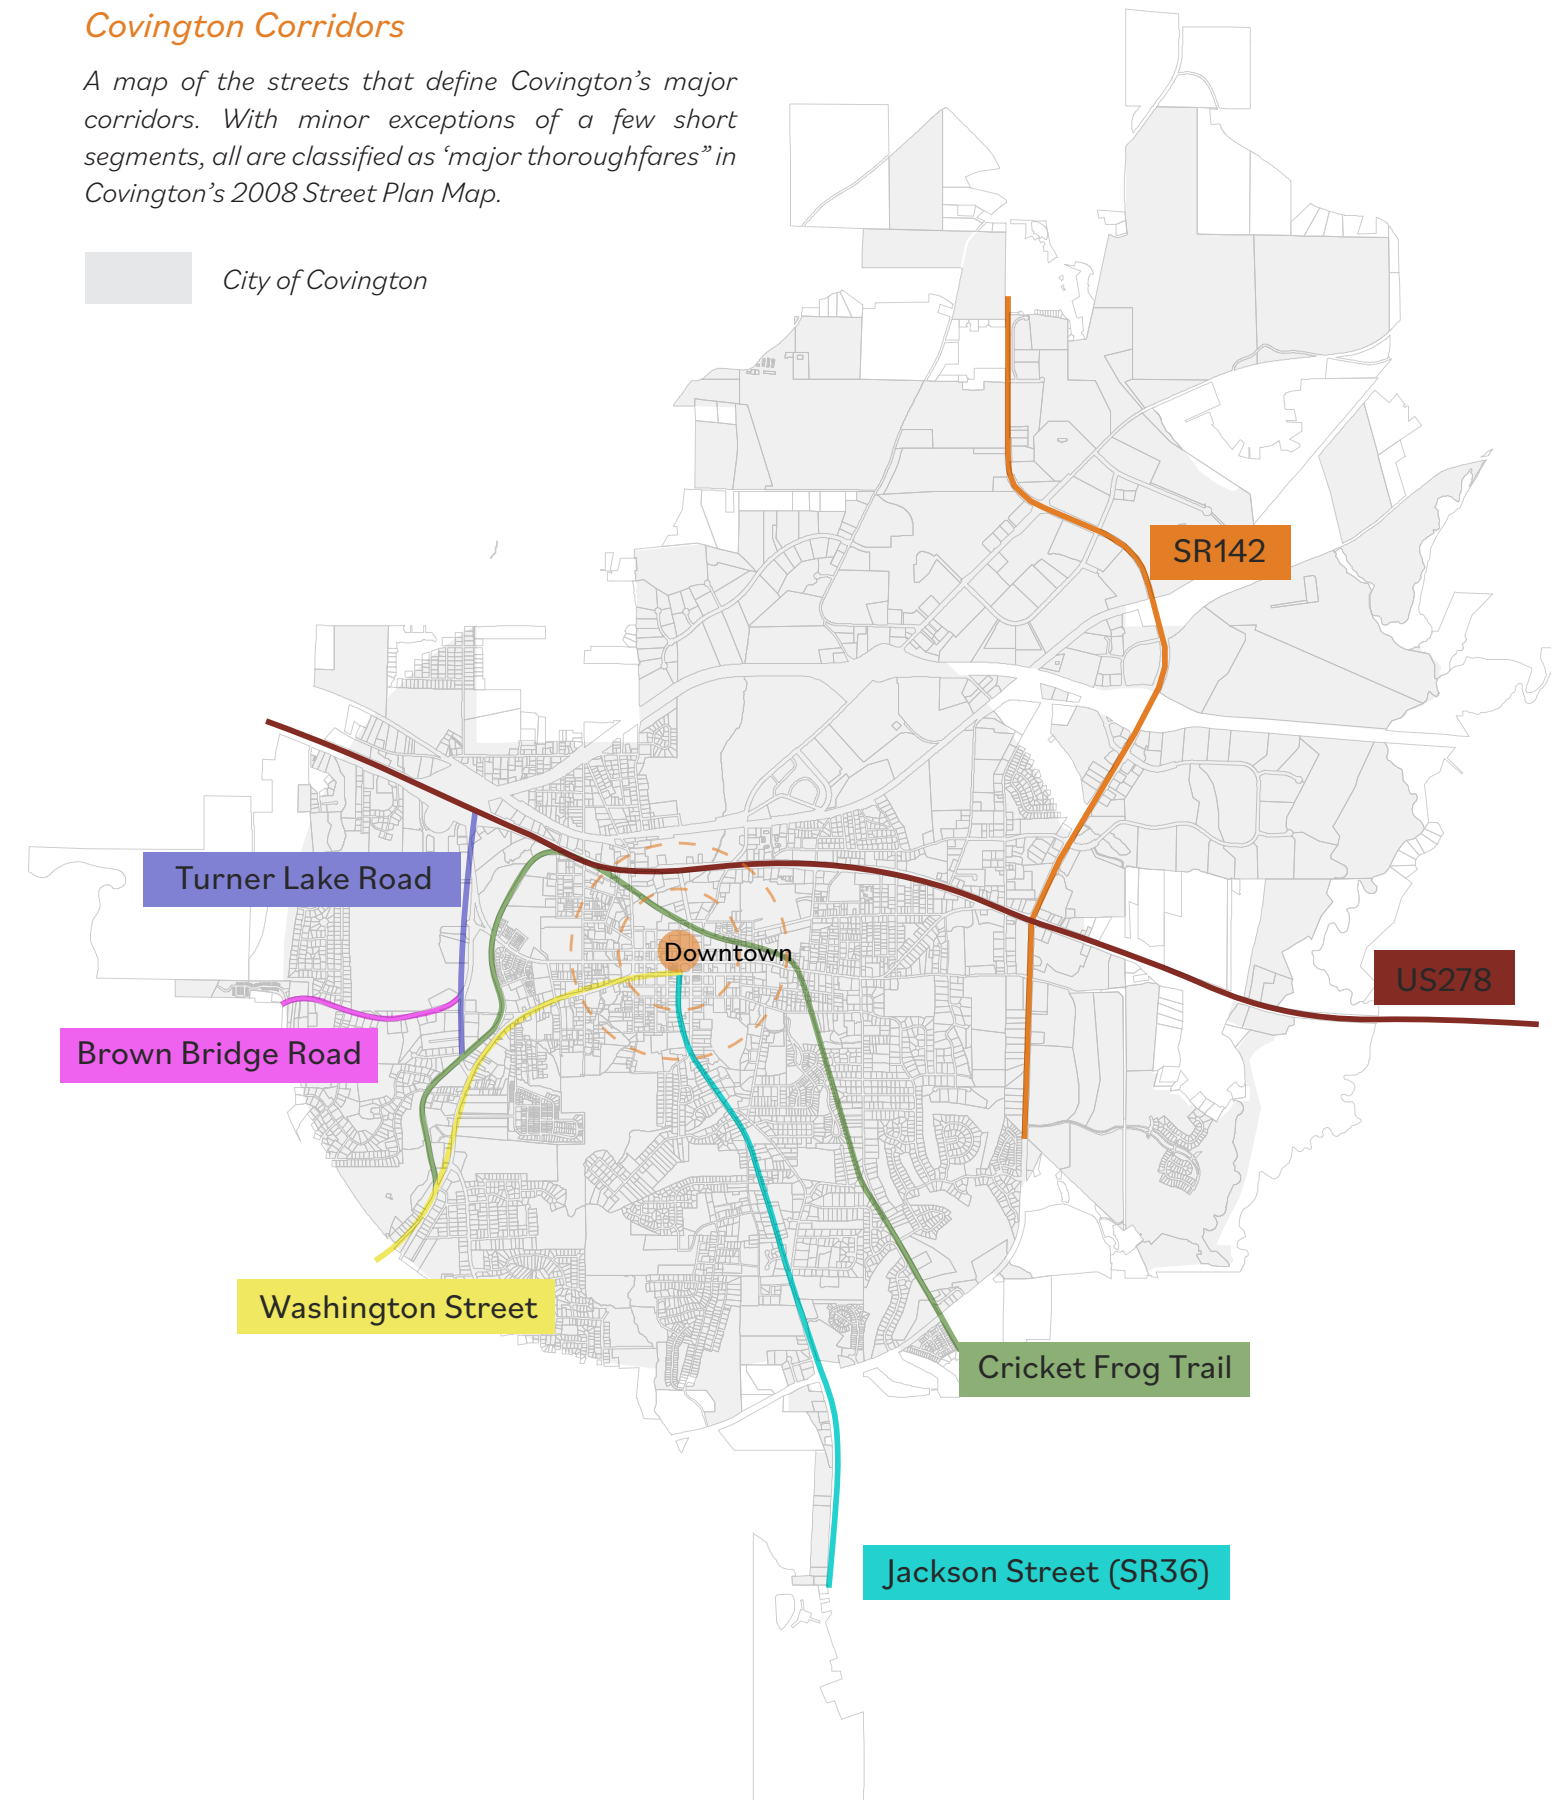 Covington Corridors
A map of the streets that define Covington’s major
corridors. With minor exceptions of a few short
segments, all are classified as ‘major thoroughfares” in
Covington’s 2008 Street Plan Map.
City of Covington
SR142
Turner Lake Road
Downtown
US278
Brown Bridge Road
Washington Street
Cricket Frog Trail
Jackson Street (SR36)